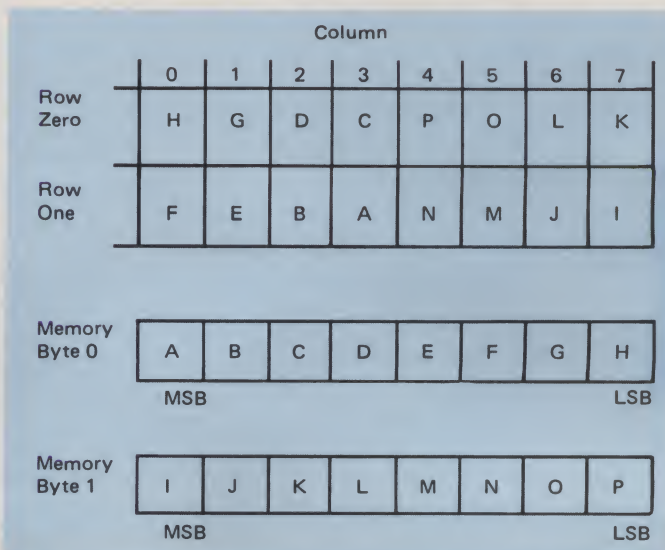 Column
0 1 2 3 4 5 6 7
Row
Zero H G D C P O L K
Row
One F E B A N M J I
Memory
Byte 0 A B C D E F G H
MSB LSB
Memory
Byte 1 I J K L M N O P
MSB LSB